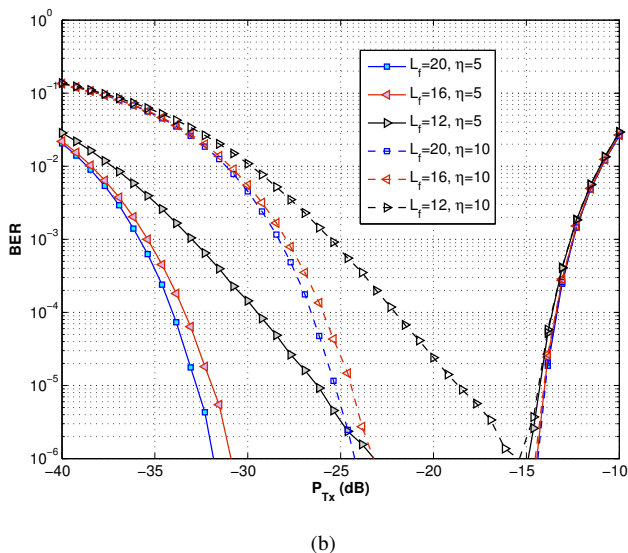 10^0
10^-1
10^-2
10^-3
10^-4
10^-5
10^-6
BER
L_f=20, η=5
L_f=16, η=5
L_f=12, η=5
L_f=20, η=10
L_f=16, η=10
L_f=12, η=10
−40 −35 −30 −25 −20 −15 −10
P_Tx (dB)
(b)